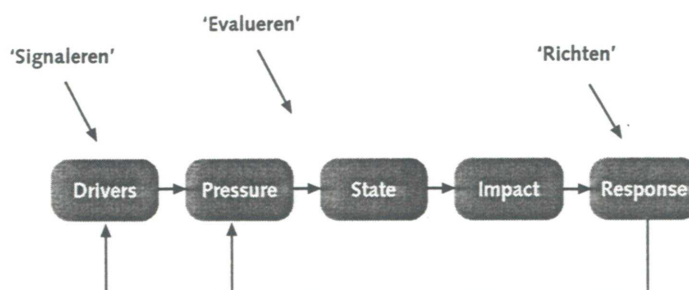 'Evalueren'
'Signaleren'
'Richten'
Drivers
Pressure
State
Impact
Response